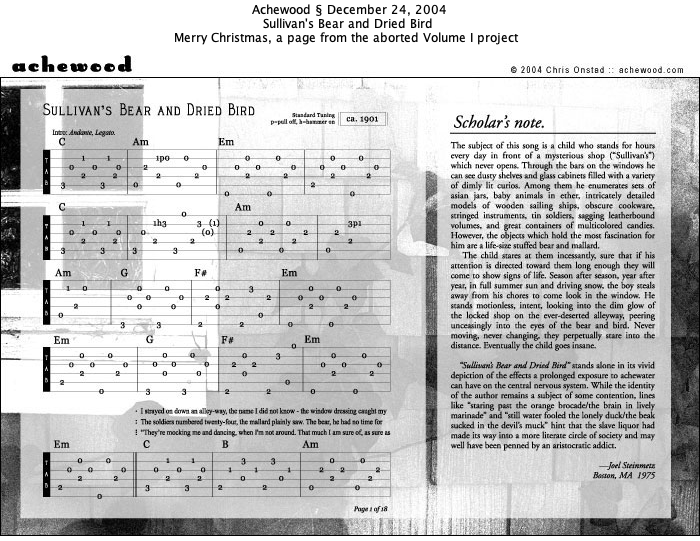 Achewood § December 24, 2004
Sullivan's Bear and Dried Bird
Merry Christmas, a page from the aborted Volume I project
achewood
© 2004 Chris Onstad :: achewood.com
Sullivan's Bear and Dried Bird
Standard Tuning
p=pull off, h=hammer on
ca. 1901
Intro: Andante, Legato.
C Am Em
TAB
C Am
TAB
Am G F# Em
TAB
Em G F# Em
TAB
· I strayed on down an alley-way, the name I did not know - the window dressing caught my
: The soldiers numbered twenty-four, the mallard plainly saw. The bear, he had no time for
"They're mocking me and dancing, when I'm not around. That much I am sure of, as sure as
Em C B Am
TAB
Page 1 of 18
Scholar's note.
The subject of this song is a child who stands for hours
every day in front of a mysterious shop ("Sullivan's")
which never opens. Through the bars on the windows he
can see dusty shelves and glass cabinets filled with a variety
of dimly lit curios. Among them he enumerates sets of
asian jars, baby animals in ether, intricately detailed
models of wooden sailing ships, obscure cookware,
stringed instruments, tin soldiers, sagging leatherbound
volumes, and great containers of multicolored candies.
However, the objects which hold the most fascination for
him are a life-size stuffed bear and mallard.
The child stares at them incessantly, sure that if his
attention is directed toward them long enough they will
come to show signs of life. Season after season, year after
year, in full summer sun and driving snow, the boy steals
away from his chores to come look in the window. He
stands motionless, intent, looking into the dim glow of
the locked shop on the ever-deserted alleyway, peering
unceasingly into the eyes of the bear and bird. Never
moving, never changing, they perpetually stare into the
distance. Eventually the child goes insane.
"Sullivan's Bear and Dried Bird" stands alone in its vivid
depiction of the effects a prolonged exposure to achewater
can have on the central nervous system. While the identity
of the author remains a subject of some contention, lines
like "staring past the orange brocade/the brain in lively
marinade" and "still water fooled the lonely duck/the beak
sucked in the devil's muck" hint that the slave liquor had
made its way into a more literate circle of society and may
well have been penned by an aristocratic addict.
—Joel Steinmetz
Boston, MA 1975